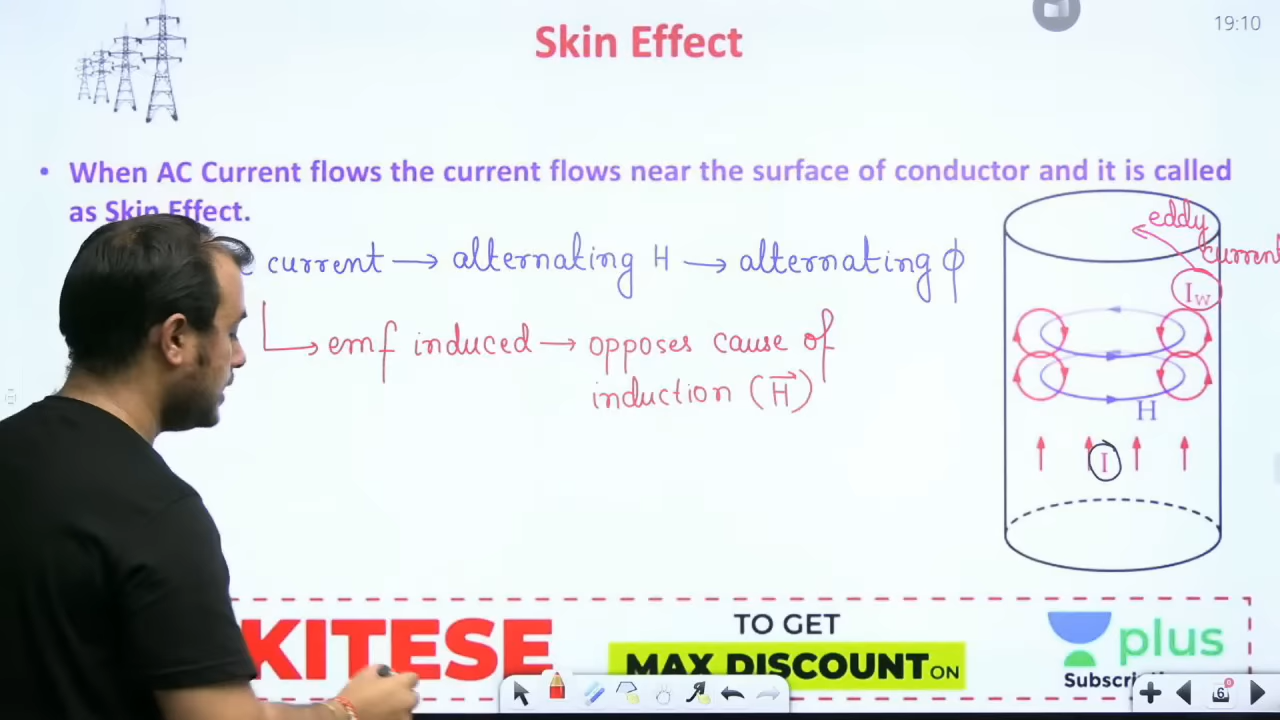 Skin Effect
19:10
• When AC Current flows the current flows near the surface of conductor and it is called
as Skin Effect.
current → alternating H → alternating ϕ
→ emf induced → opposes cause of
induction (H⃗)
eddy
current
Iw
H
I
KITESE
TO GET
MAX DISCOUNT ON
plus
6